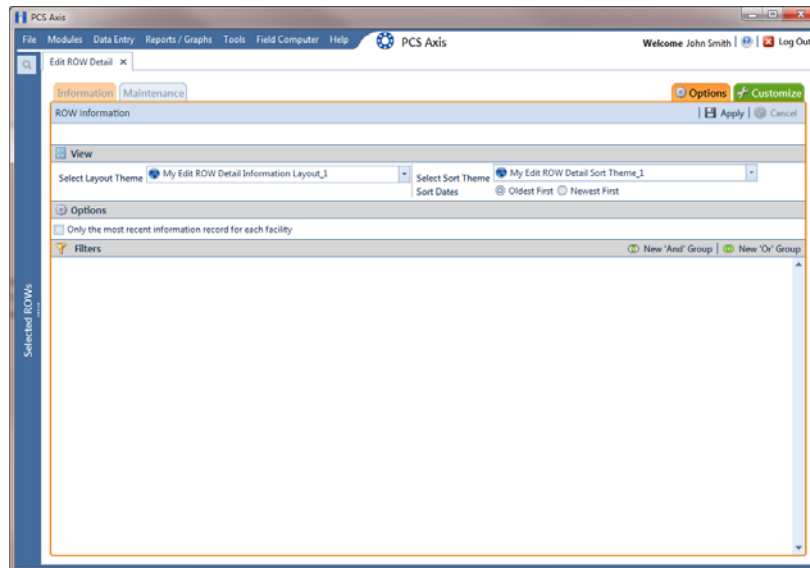 PCS Axis
File Modules Data Entry Reports / Graphs Tools Field Computer Help PCS Axis Welcome John Smith Log Out
Edit ROW Detail
Information Maintenance Options Customize
ROW Information Apply Cancel
View
Select Layout Theme My Edit ROW Detail Information Layout_1 Select Sort Theme My Edit ROW Detail Sort Theme_1
Sort Dates Oldest First Newest First
Options
Only the most recent information record for each facility
Filters New 'And' Group New 'Or' Group
Selected ROWs